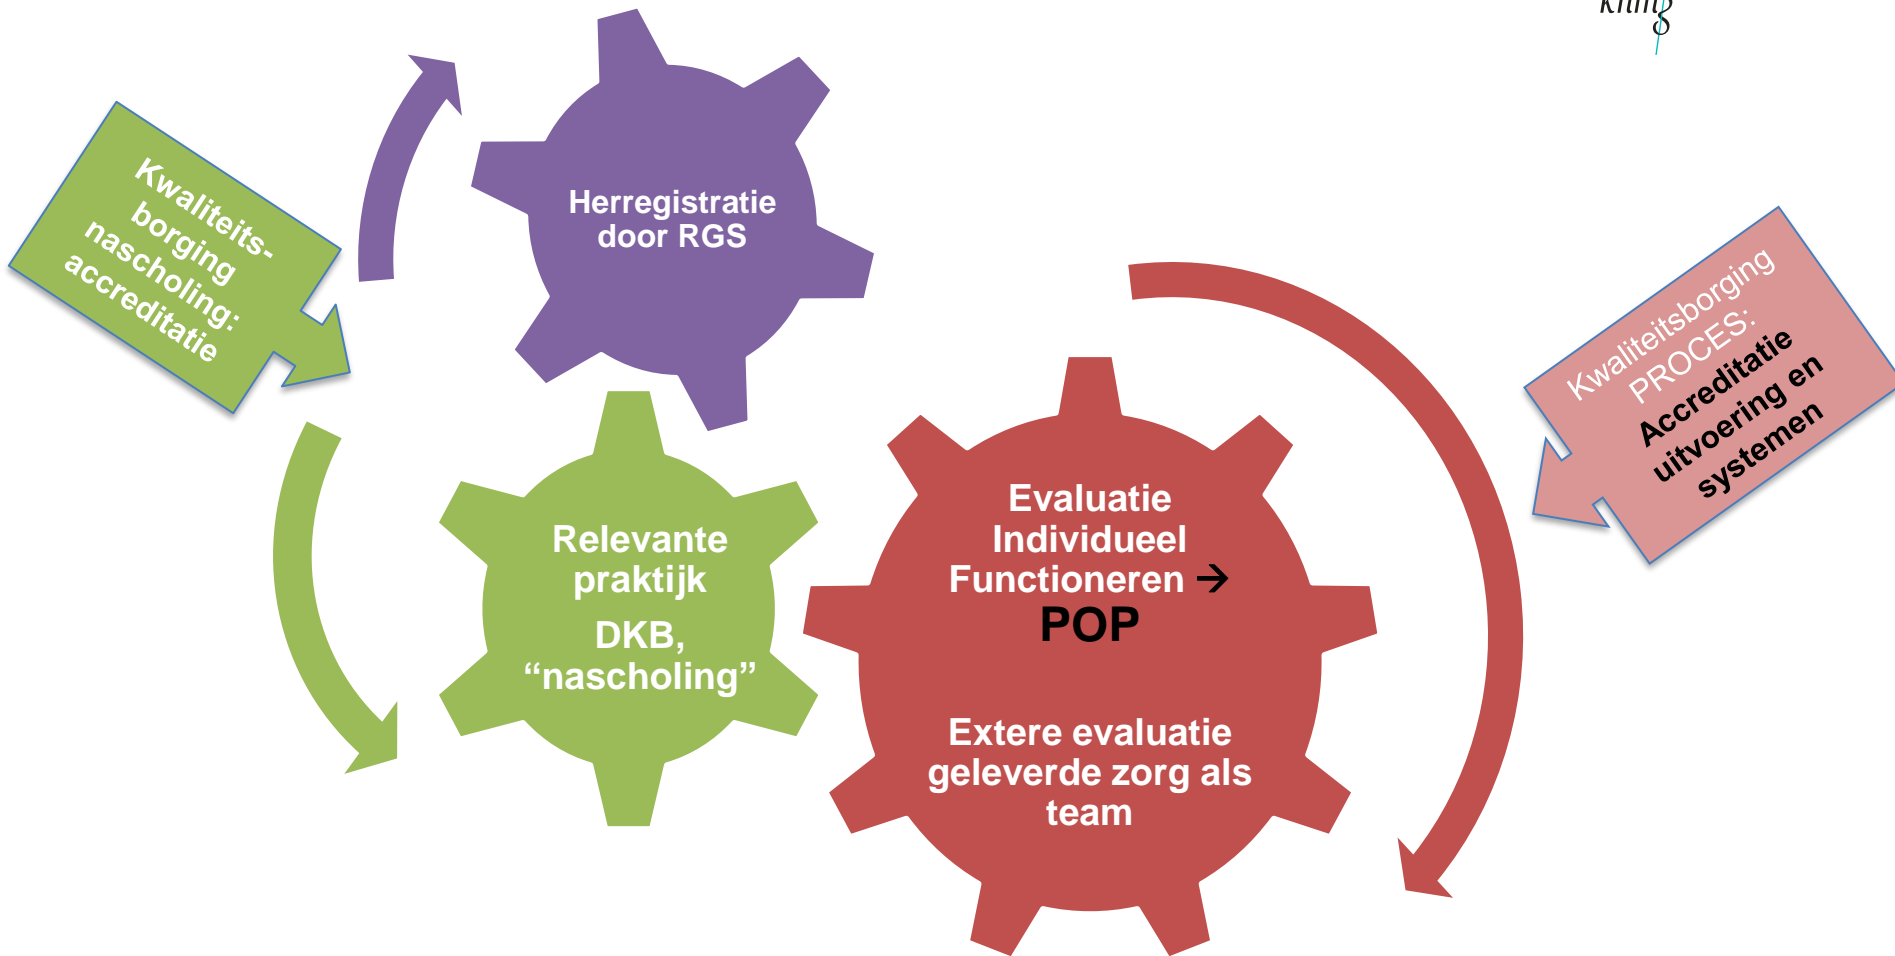 Kwaliteits-
borging
nascholing:
accreditatie
Herregistratie
door RGS
Relevante
praktijk
DKB,
“nascholing”
Evaluatie
Individueel
Functioneren →
POP
Extere evaluatie
geleverde zorg als
team
Kwaliteitsborging
PROCES:
Accreditatie
uitvoering en
systemen